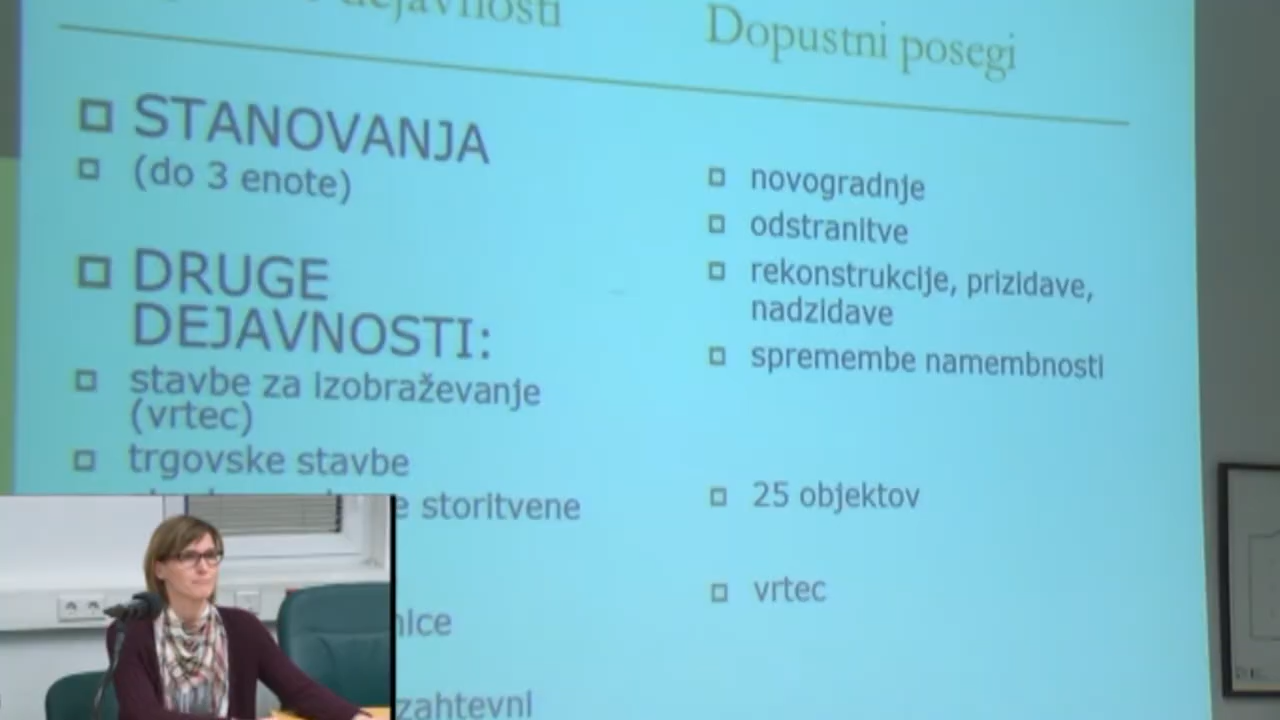 dejavnosti
STANOVANJA
(do 3 enote)
DRUGE
DEJAVNOSTI:
stavbe za izobraževanje
(vrtec)
trgovske stavbe
storitvene
zahtevni
Dopustni posegi
novogradnje
odstranitve
rekonstrukcije, prizidave,
nadzidave
spremembe namembnosti
25 objektov
vrtec